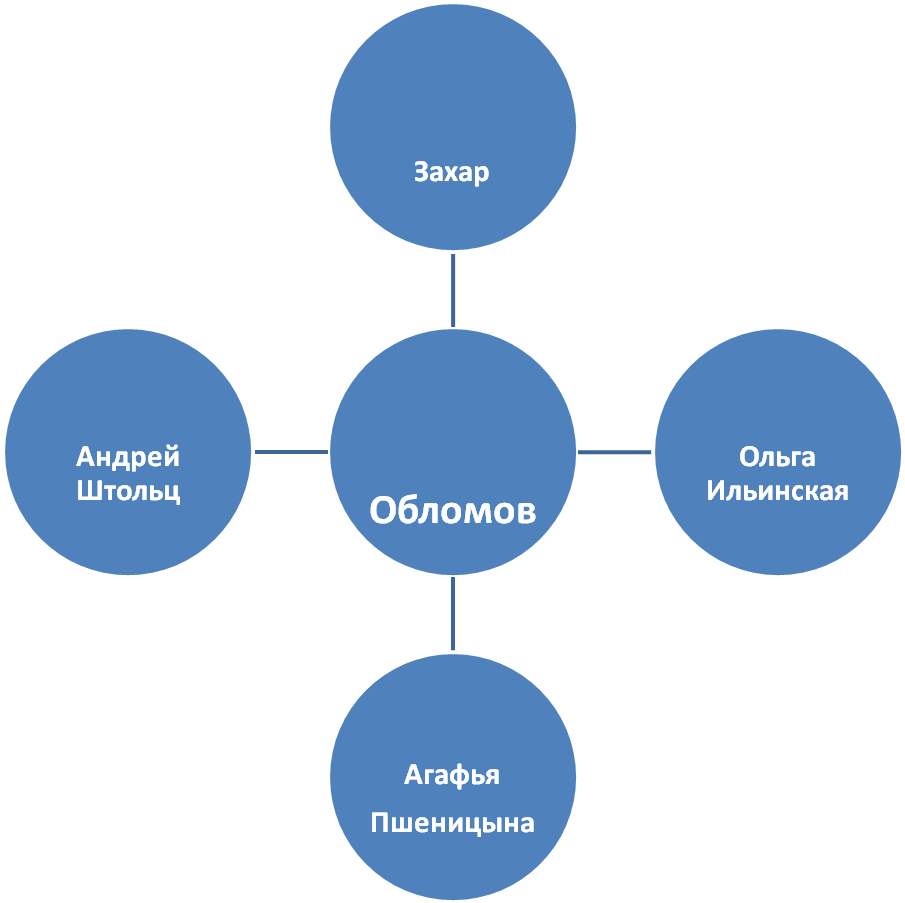 Захар
Андрей
Штольц
Обломов
Ольга
Ильинская
Агафья
Пшеницына